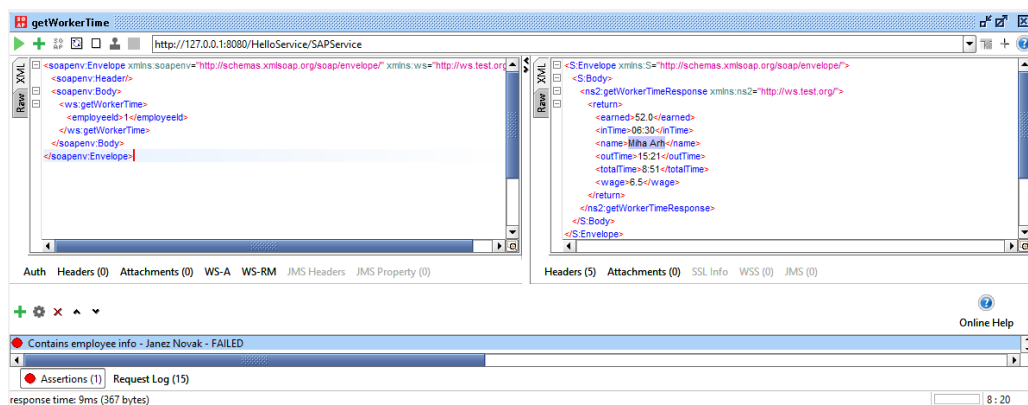 getWorkerTime
http://127.0.0.1:8080/HelloService/SAPService
XML
Raw
<soapenv:Envelope xmlns:soapenv="http://schemas.xmlsoap.org/soap/envelope/" xmlns:ws="http://ws.test.org
<soapenv:Header/>
<soapenv:Body>
<ws:getWorkerTime>
<employeeId>1</employeeId>
</ws:getWorkerTime>
</soapenv:Body>
</soapenv:Envelope>
XML
Raw
<S:Envelope xmlns:S="http://schemas.xmlsoap.org/soap/envelope/">
<S:Body>
<ns2:getWorkerTimeResponse xmlns:ns2="http://ws.test.org/">
<return>
<earned>52.0</earned>
<inTime>06:30</inTime>
<name>Miha Arh</name>
<outTime>15:21</outTime>
<totalTime>8:51</totalTime>
<wage>6.5</wage>
</return>
</ns2:getWorkerTimeResponse>
</S:Body>
</S:Envelope>
Auth Headers (0) Attachments (0) WS-A WS-RM JMS Headers JMS Property (0)
Headers (5) Attachments (0) SSL Info WSS (0) JMS (0)
Online Help
Contains employee info - Janez Novak - FAILED
Assertions (1) Request Log (15)
response time: 9ms (367 bytes)
8 : 20